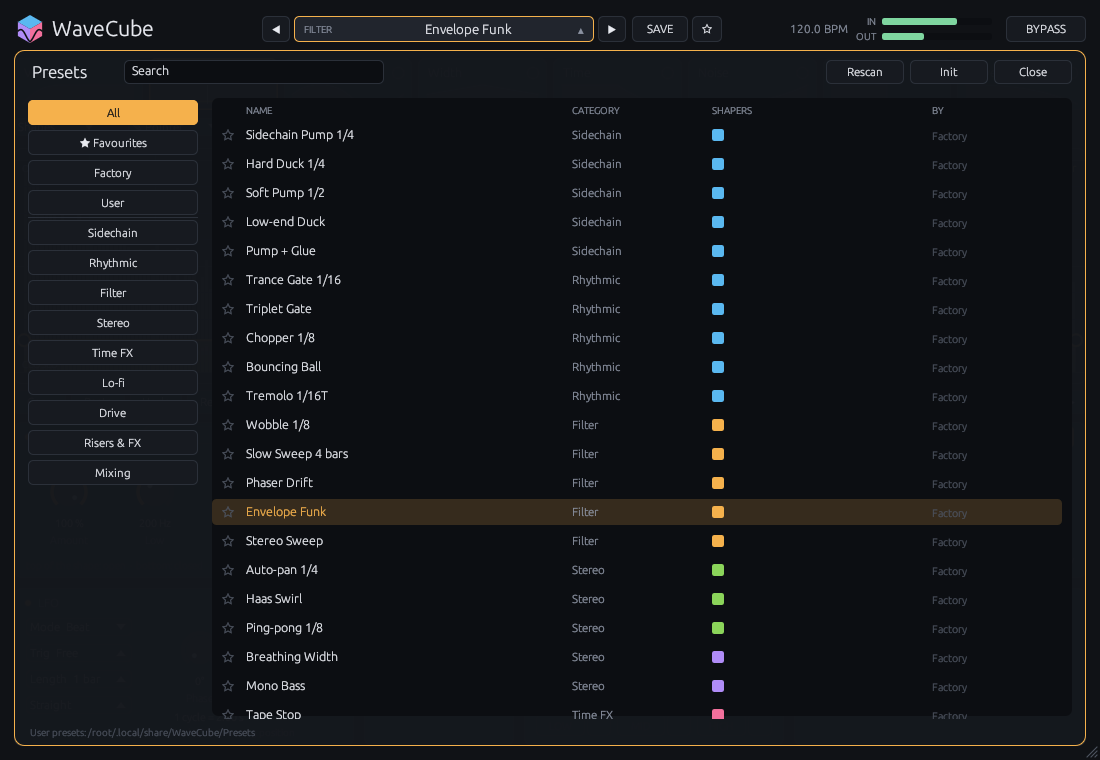 WaveCube
◀ FILTER Envelope Funk ▲ ▶ SAVE ☆ 120.0 BPM IN OUT BYPASS
Presets Search Rescan Init Close
All
★ Favourites
Factory
User
Sidechain
Rhythmic
Filter
Stereo
Time FX
Lo-fi
Drive
Risers & FX
Mixing
NAME CATEGORY SHAPERS BY
Sidechain Pump 1/4 Sidechain Factory
Hard Duck 1/4 Sidechain Factory
Soft Pump 1/2 Sidechain Factory
Low-end Duck Sidechain Factory
Pump + Glue Sidechain Factory
Trance Gate 1/16 Rhythmic Factory
Triplet Gate Rhythmic Factory
Chopper 1/8 Rhythmic Factory
Bouncing Ball Rhythmic Factory
Tremolo 1/16T Rhythmic Factory
Wobble 1/8 Filter Factory
Slow Sweep 4 bars Filter Factory
Phaser Drift Filter Factory
Envelope Funk Filter Factory
Stereo Sweep Filter Factory
Auto-pan 1/4 Stereo Factory
Haas Swirl Stereo Factory
Ping-pong 1/8 Stereo Factory
Breathing Width Stereo Factory
Mono Bass Stereo Factory
Tape Stop Time FX Factory
User presets: /root/.local/share/WaveCube/Presets